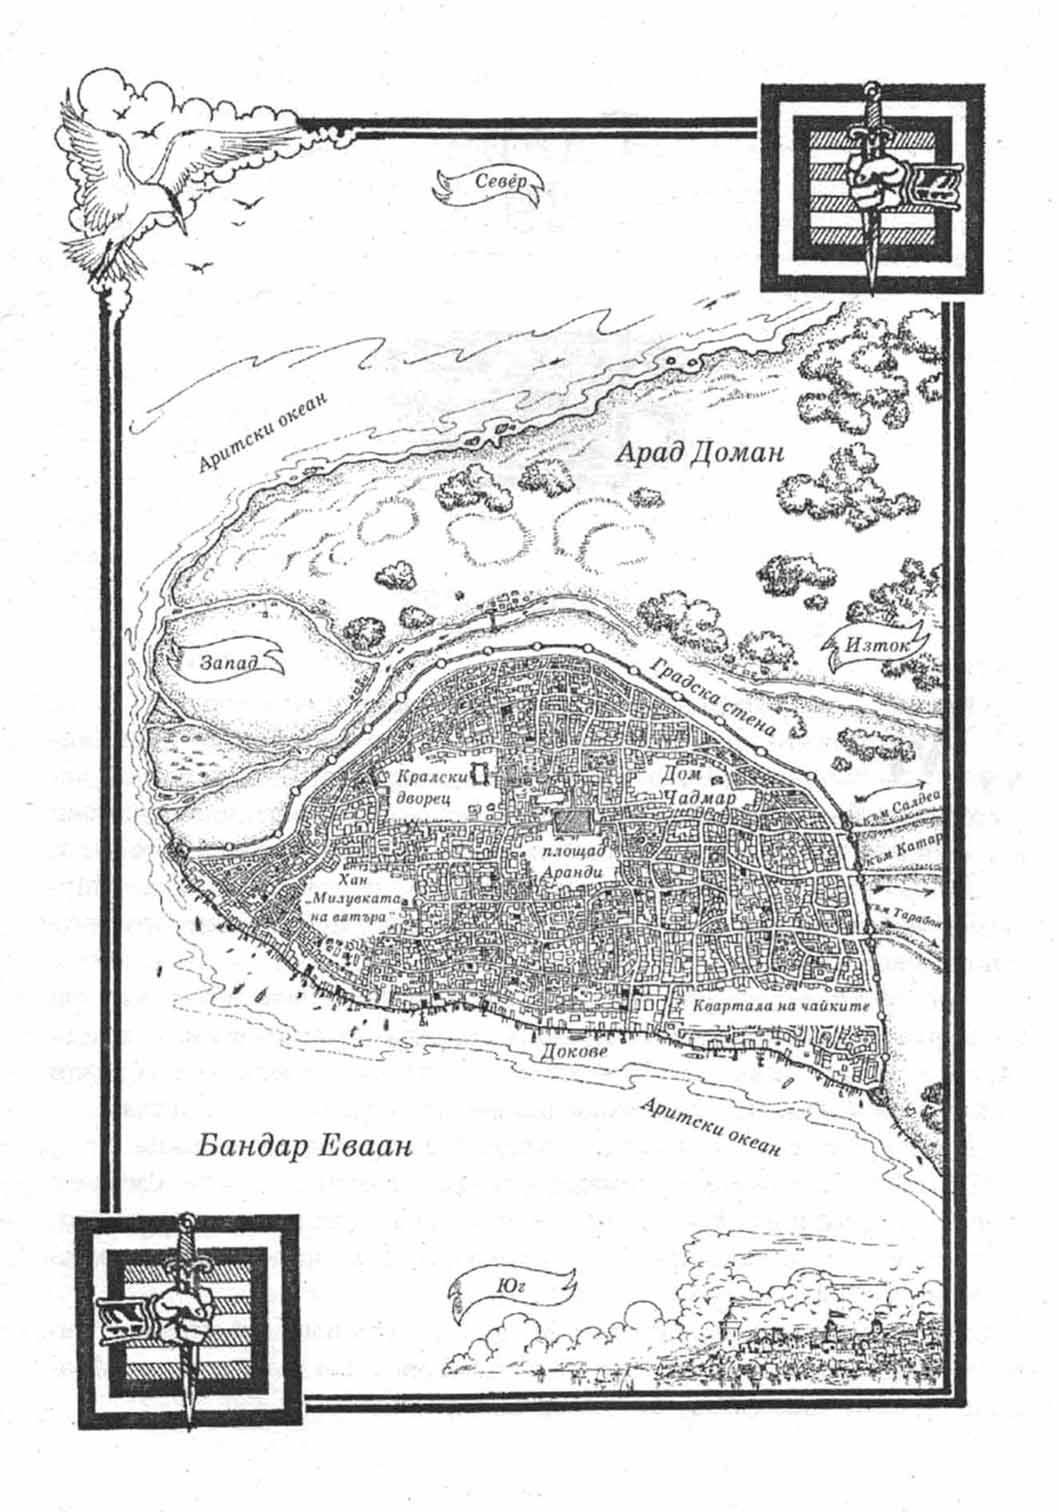 Север
Аритски океан
Арад Доман
Запад
Изток
Градска стена
Кралски
дворец
Дом
Чадмар
към Салдеа
площад
Аранди
към Катар
Хан
„Милувката
на вятъра"
към Тарабон
Квартала на чайките
Докове
Аритски океан
Бандар Еваан
Юг